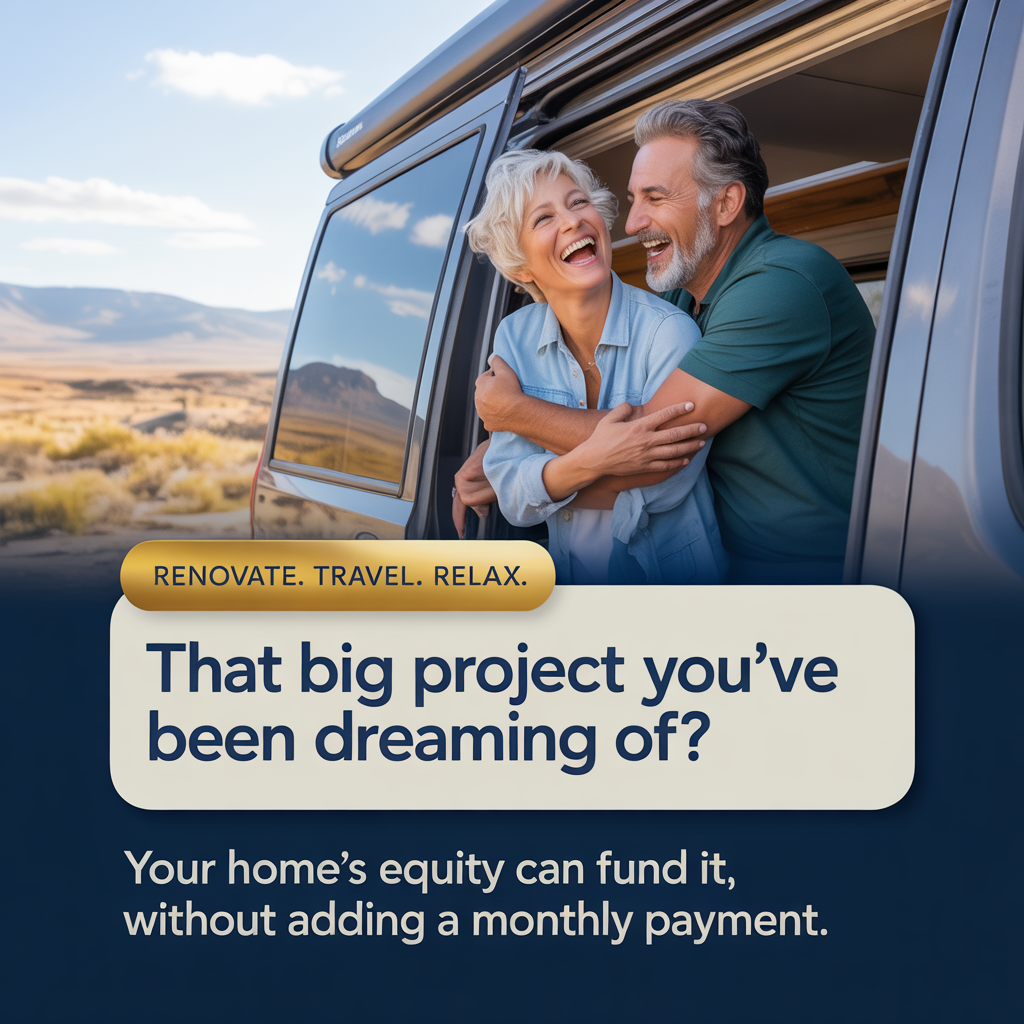 RENOVATE. TRAVEL. RELAX.
That big project you've
been dreaming of?
Your home's equity can fund it,
without adding a monthly payment.